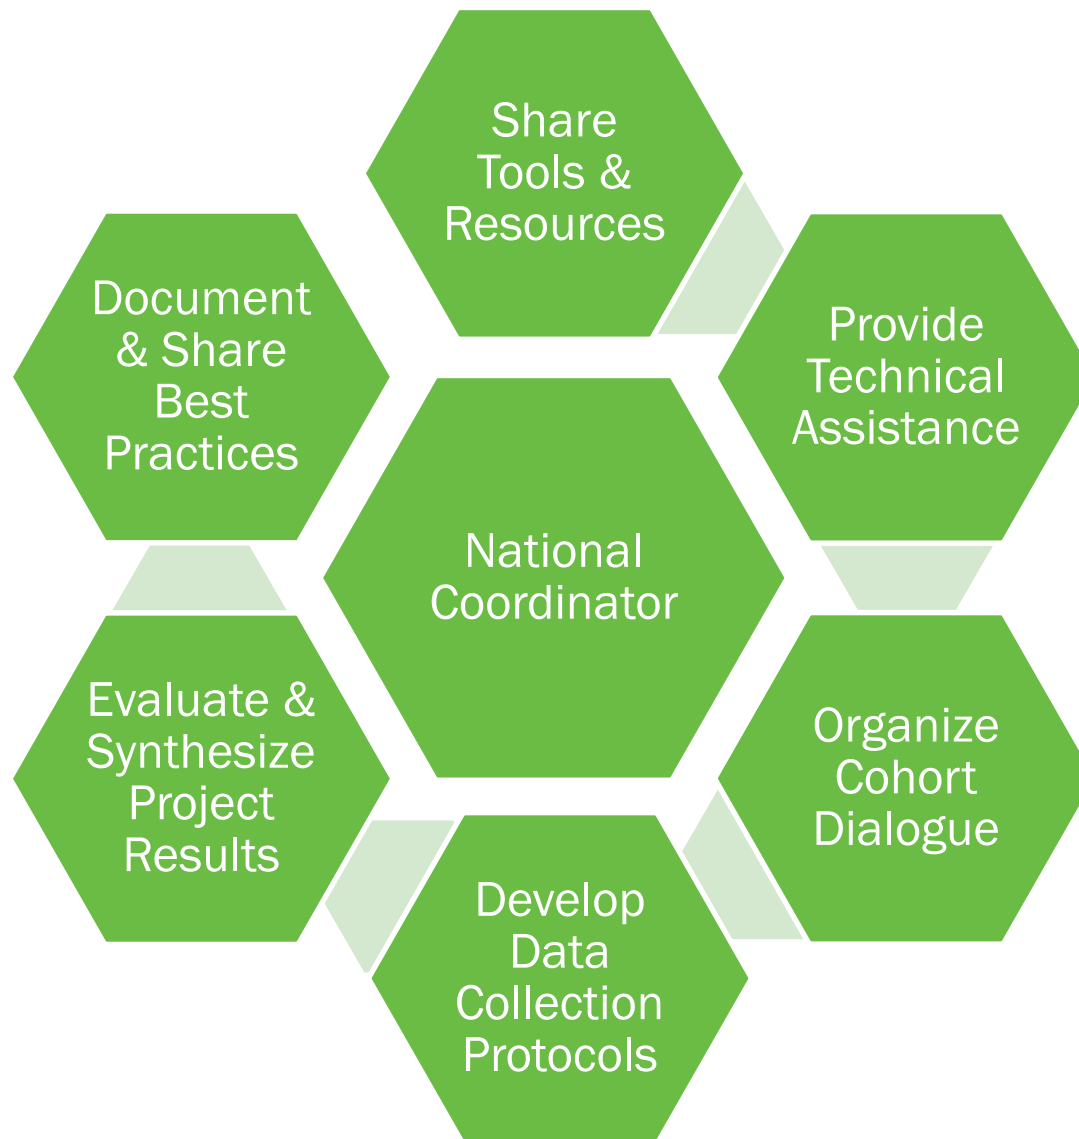 Share
Tools &
Resources
Provide
Technical
Assistance
Organize
Cohort
Dialogue
Develop
Data
Collection
Protocols
Evaluate &
Synthesize
Project
Results
Document
& Share
Best
Practices
National
Coordinator